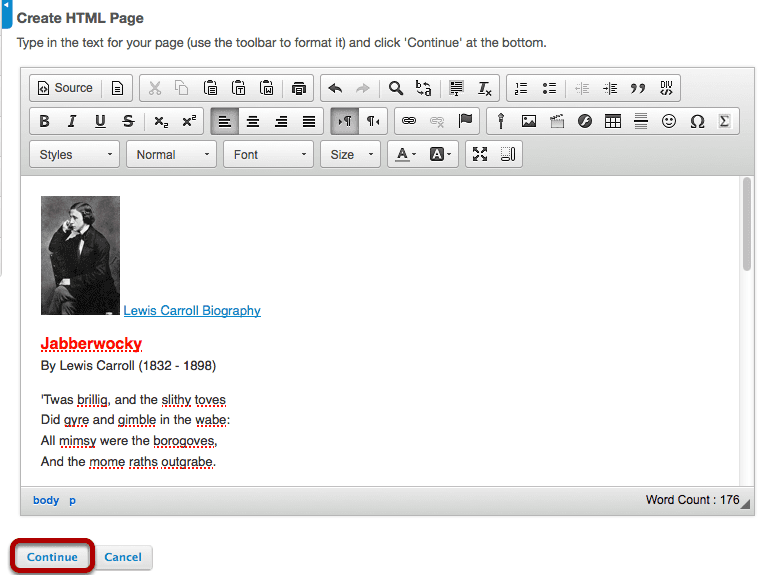 Create HTML Page
Type in the text for your page (use the toolbar to format it) and click 'Continue' at the bottom.
Source
B I U S x₂ x² Ω Σ
Styles Normal Font Size A A
Lewis Carroll Biography
Jabberwocky
By Lewis Carroll (1832 - 1898)
'Twas brillig, and the slithy toves
Did gyre and gimble in the wabe:
All mimsy were the borogoves,
And the mome raths outgrabe.
body p Word Count : 176
Continue Cancel